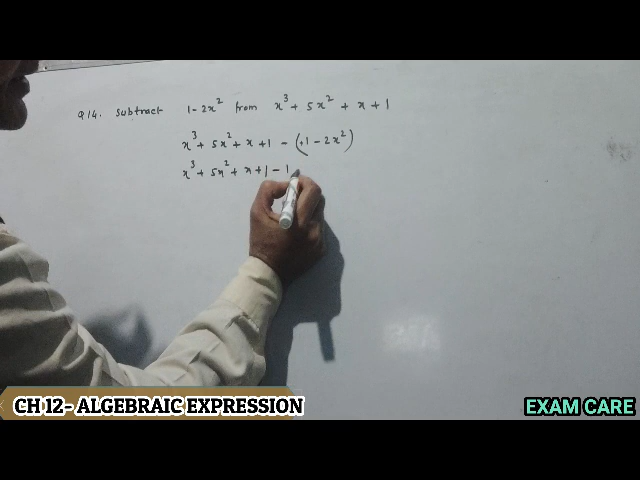 Q14. Subtract 1-2x² from x³ + 5x² + x + 1
x³ + 5x² + x + 1 - (+1 - 2x²)
x³ + 5x² + x + 1 - 1
CH 12- ALGEBRAIC EXPRESSION
EXAM CARE